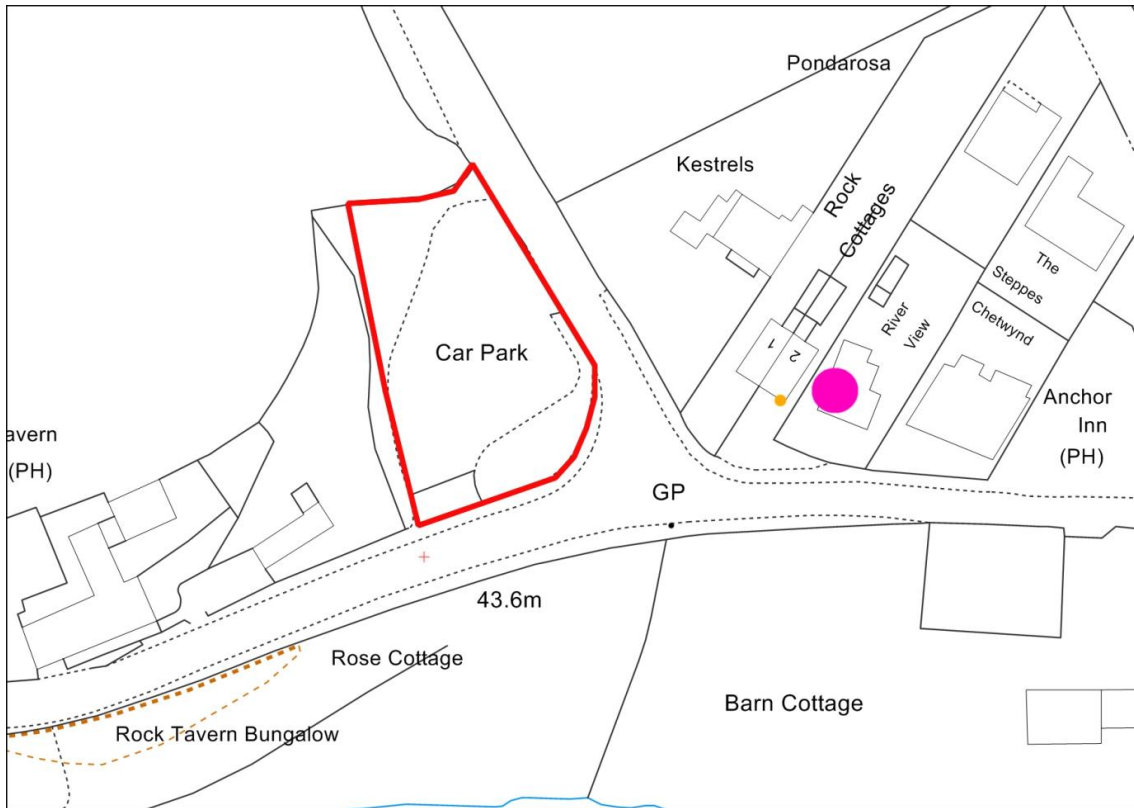 Pondarosa
Kestrels
Rock
Cottages
The
Steppes
River
View
Chetwynd
1
2
Car Park
Anchor
Inn
(PH)
avern
(PH)
GP
43.6m
Rose Cottage
Barn Cottage
Rock Tavern Bungalow